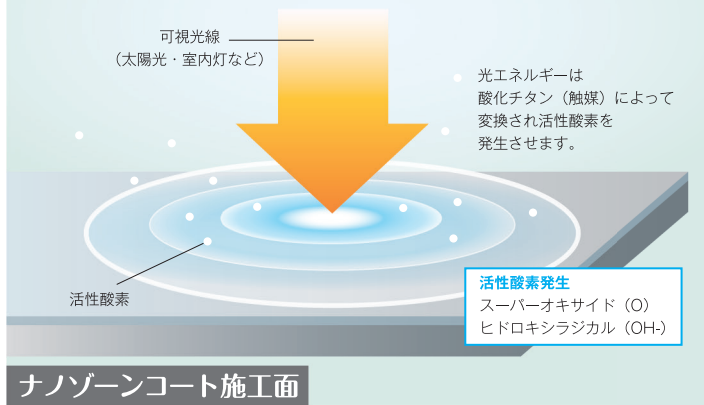 可視光線
（太陽光・室内灯など）
光エネルギーは
酸化チタン（触媒）によって
変換され活性酸素を
発生させます。
活性酸素
活性酸素発生
スーパーオキサイド（O）
ヒドロキシラジカル（OH-）
ナノゾーンコート施工面